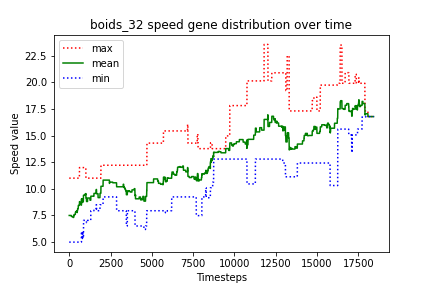 boids_32 speed gene distribution over time
max
mean
min
Speed value
22.5
20.0
17.5
15.0
12.5
10.0
7.5
5.0
0 2500 5000 7500 10000 12500 15000 17500
Timesteps